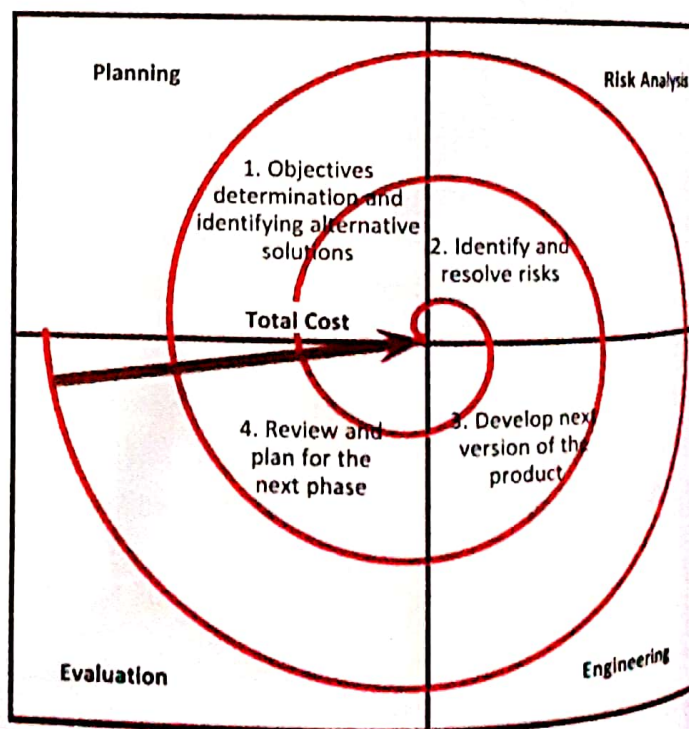 Planning
Risk Analysis
1. Objectives
determination and
identifying alternative
solutions
2. Identify and
resolve risks
Total Cost
4. Review and
plan for the
next phase
3. Develop next
version of the
product
Evaluation
Engineering